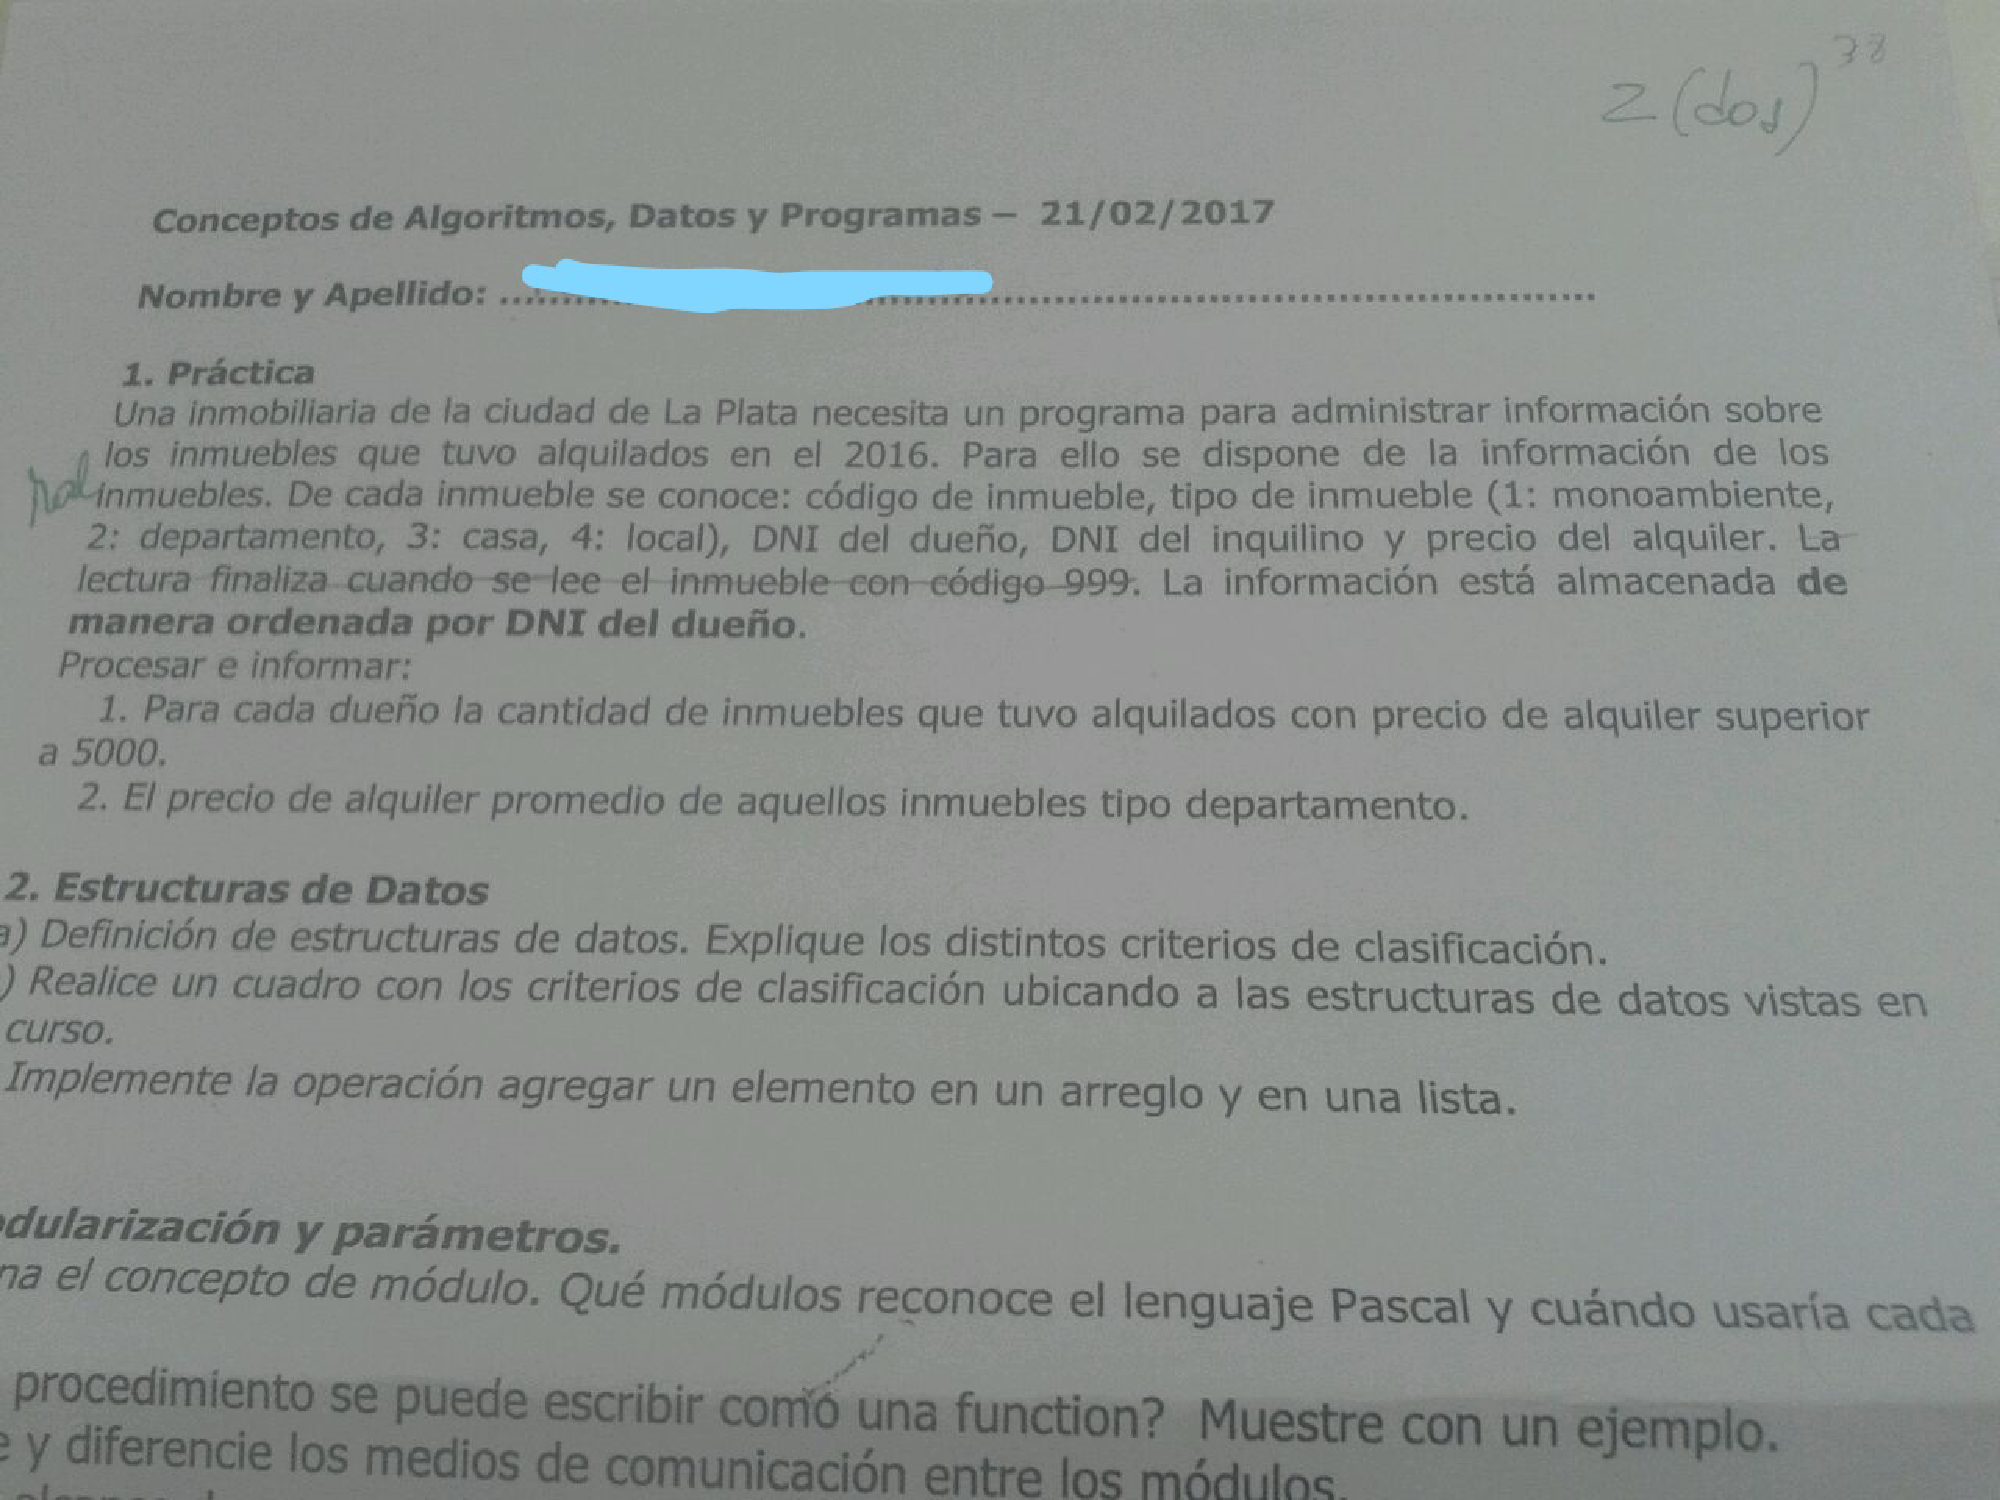 38
2 (dos)
Conceptos de Algoritmos, Datos y Programas – 21/02/2017
Nombre y Apellido: ..........
1. Práctica
Una inmobiliaria de la ciudad de La Plata necesita un programa para administrar información sobre
los inmuebles que tuvo alquilados en el 2016. Para ello se dispone de la información de los
inmuebles. De cada inmueble se conoce: código de inmueble, tipo de inmueble (1: monoambiente,
2: departamento, 3: casa, 4: local), DNI del dueño, DNI del inquilino y precio del alquiler. La
lectura finaliza cuando se lee el inmueble con código 999. La información está almacenada de
manera ordenada por DNI del dueño.
Procesar e informar:
1. Para cada dueño la cantidad de inmuebles que tuvo alquilados con precio de alquiler superior
a 5000.
2. El precio de alquiler promedio de aquellos inmuebles tipo departamento.
2. Estructuras de Datos
a) Definición de estructuras de datos. Explique los distintos criterios de clasificación.
) Realice un cuadro con los criterios de clasificación ubicando a las estructuras de datos vistas en
curso.
Implemente la operación agregar un elemento en un arreglo y en una lista.
odularización y parámetros.
na el concepto de módulo. Qué módulos reconoce el lenguaje Pascal y cuándo usaría cada
procedimiento se puede escribir como una function? Muestre con un ejemplo.
e y diferencie los medios de comunicación entre los módulos.